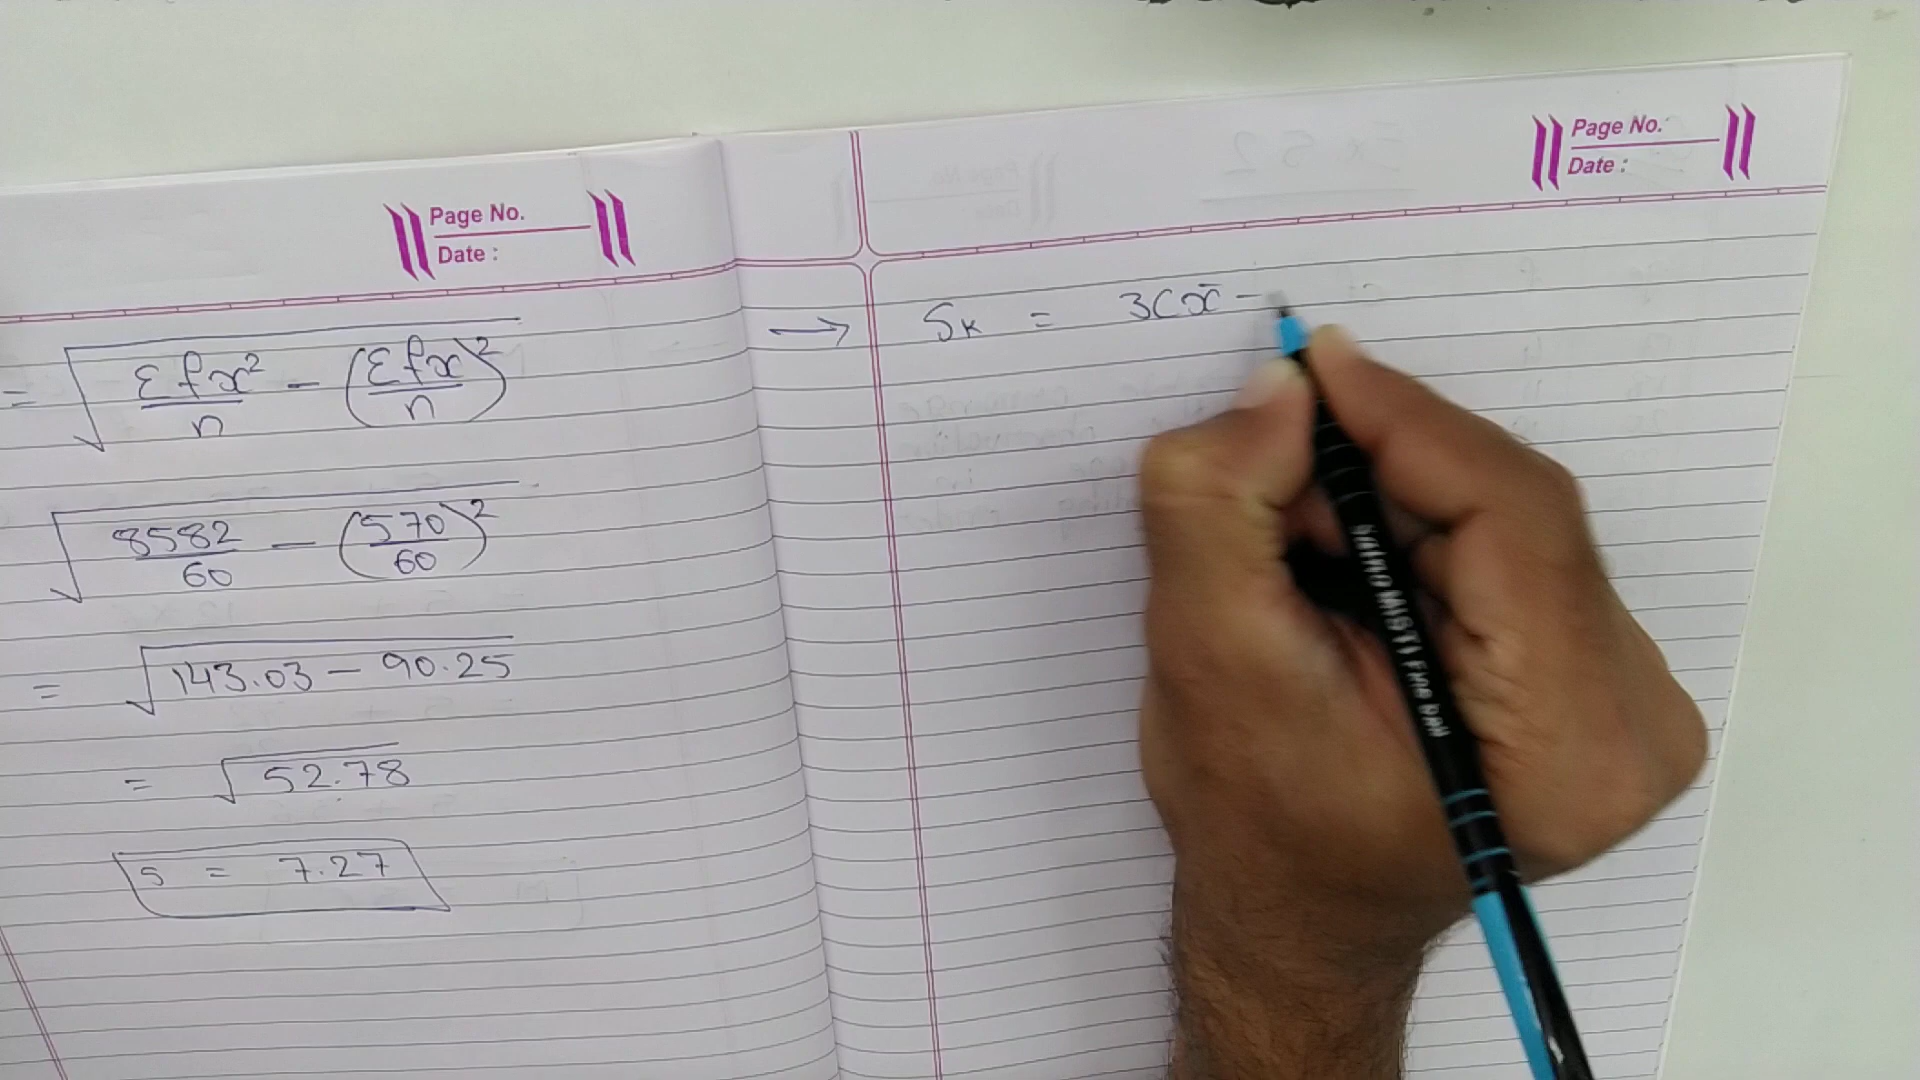 Page No.
Date :
= √(Σfx²/n − (Σfx/n)²)
√(8582/60 − (570/60)²)
= √(143.03 − 90.25)
= √52.78
s = 7.27
Page No.
Date :
→ Sk = 3(x̄ −